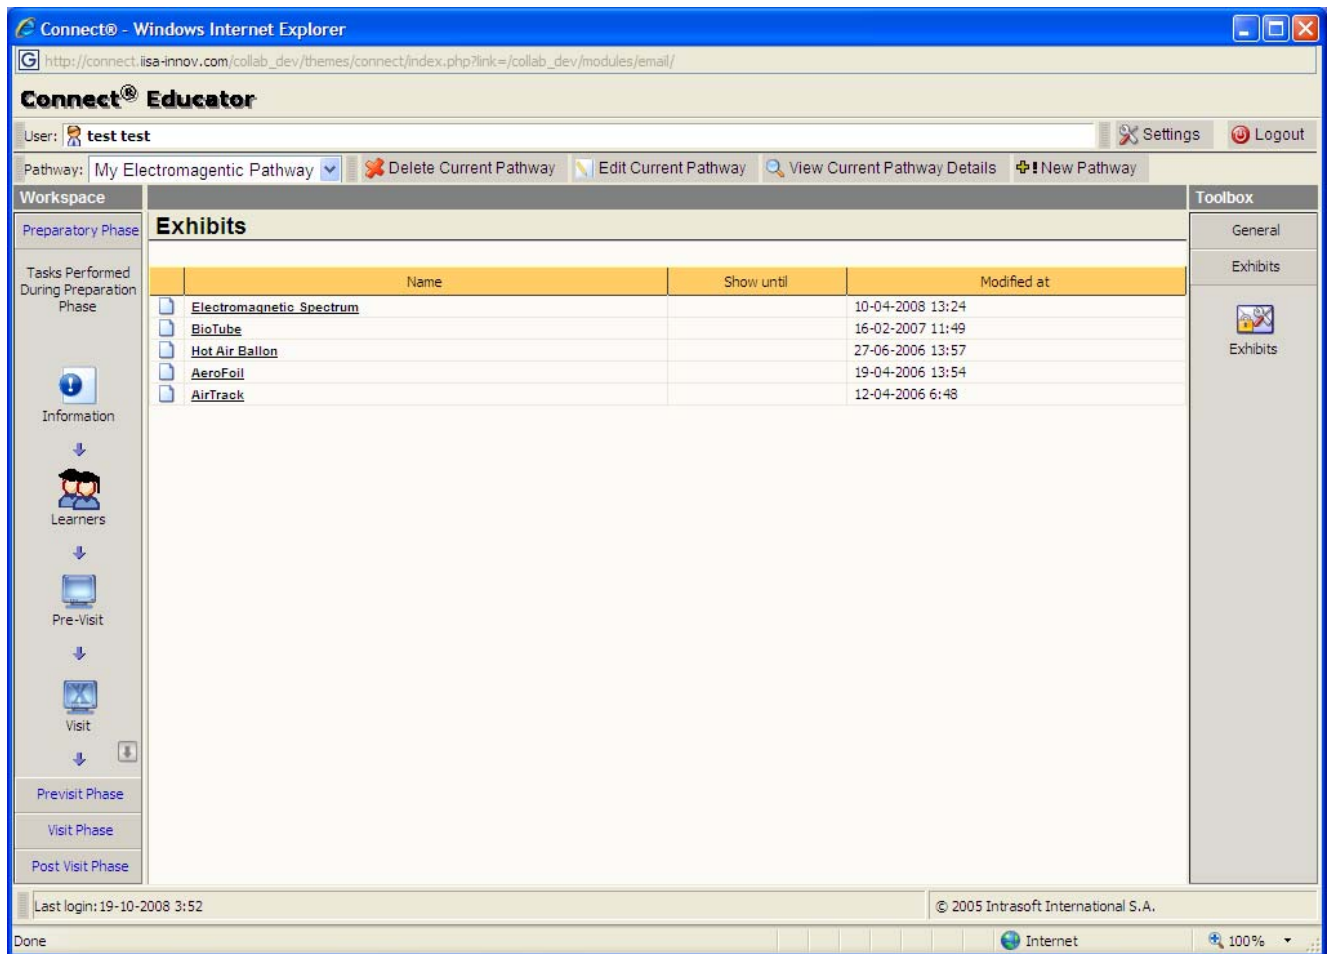 Connect® - Windows Internet Explorer
http://connect.iisa-innov.com/collab_dev/themes/connect/index.php?link=/collab_dev/modules/email/
Connect® Educator
User: test test Settings Logout
Pathway: My Electromagentic Pathway Delete Current Pathway Edit Current Pathway View Current Pathway Details New Pathway
Workspace Toolbox
Preparatory Phase
Tasks Performed
During Preparation
Phase
Information
Learners
Pre-Visit
Visit
Previsit Phase
Visit Phase
Post Visit Phase
Exhibits
Name Show until Modified at
Electromagnetic Spectrum 10-04-2008 13:24
BioTube 16-02-2007 11:49
Hot Air Ballon 27-06-2006 13:57
AeroFoil 19-04-2006 13:54
AirTrack 12-04-2006 6:48
General
Exhibits
Exhibits
Last login: 19-10-2008 3:52 © 2005 Intrasoft International S.A.
Done Internet 100%